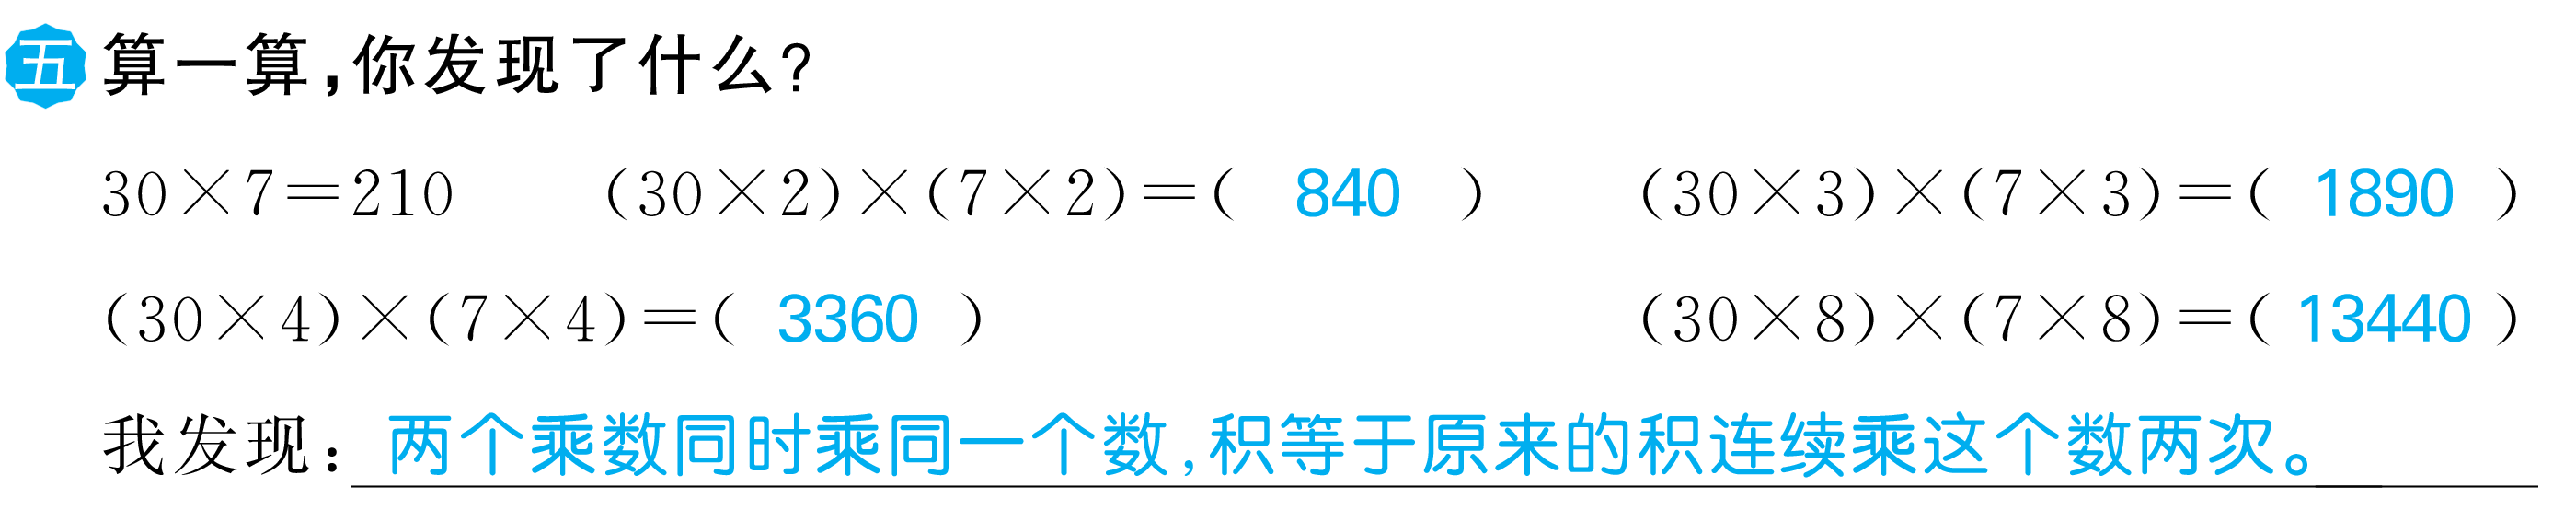 五 算一算,你发现了什么?
30×7=210 (30×2)×(7×2)=( 840 ) (30×3)×(7×3)=( 1890 )
(30×4)×(7×4)=( 3360 ) (30×8)×(7×8)=( 13440 )
我发现:两个乘数同时乘同一个数,积等于原来的积连续乘这个数两次。